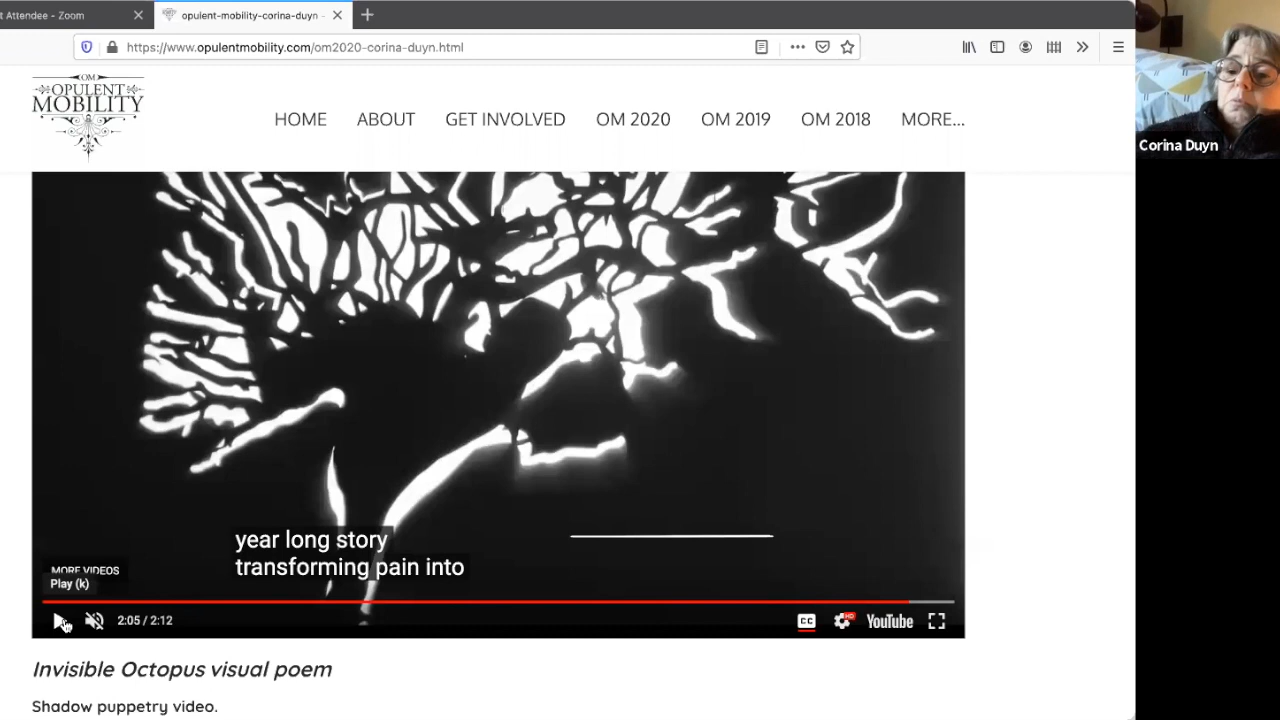 t Attendee - Zoom
opulent-mobility-corina-duyn -
https://www.opulentmobility.com/om2020-corina-duyn.html
OM
OPULENT
MOBILITY
HOME ABOUT GET INVOLVED OM 2020 OM 2019 OM 2018 MORE...
Corina Duyn
year long story
transforming pain into
MORE VIDEOS
Play (k)
2:05 / 2:12
CC
HD
YouTube
Invisible Octopus visual poem
Shadow puppetry video.